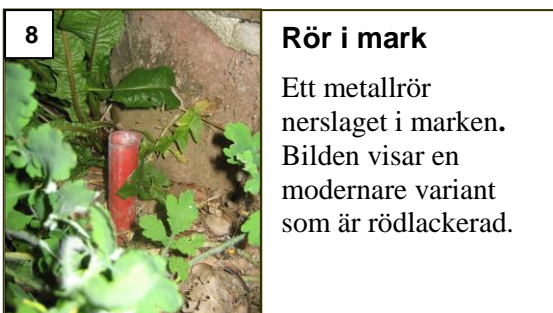 8
Rör i mark
Ett metallrör
nerslaget i marken.
Bilden visar en
modernare variant
som är rödlackerad.